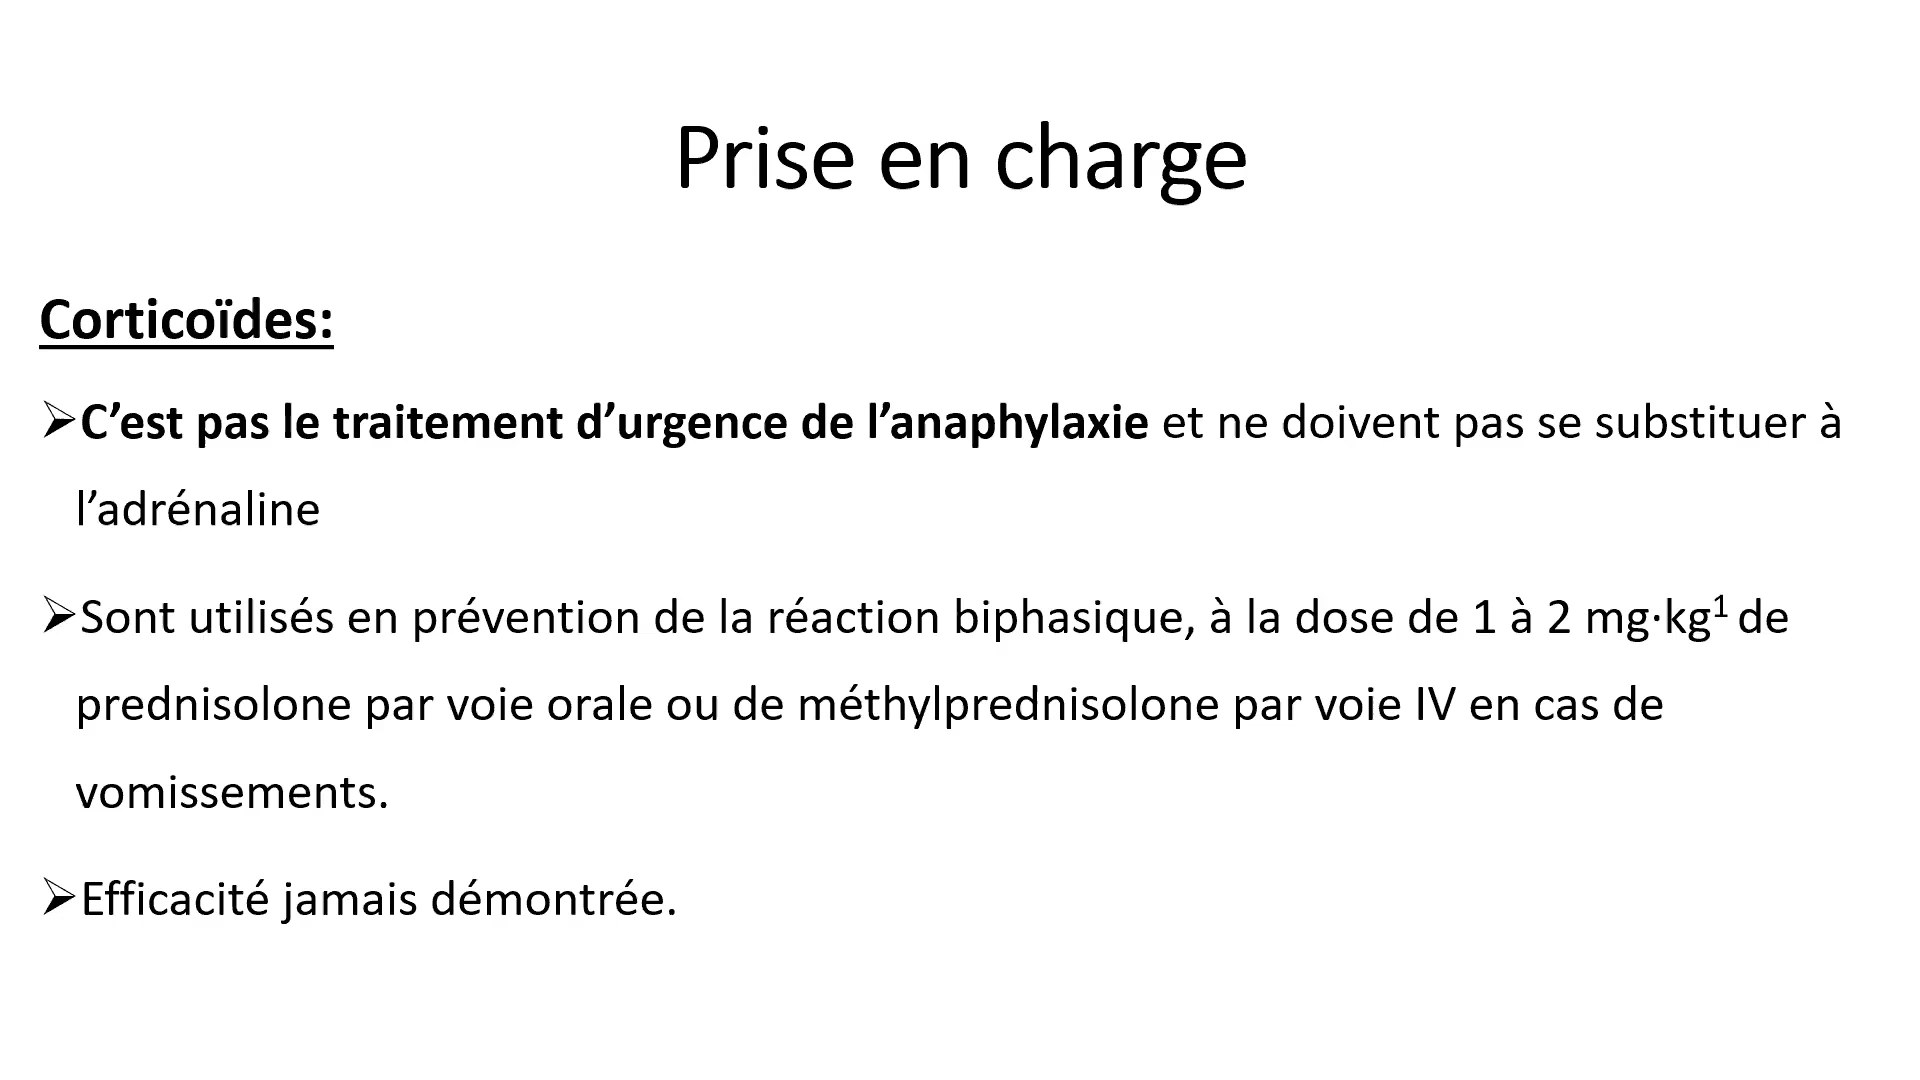 Prise en charge
Corticoïdes:
➢C’est pas le traitement d’urgence de l’anaphylaxie et ne doivent pas se substituer à
l’adrénaline
➢Sont utilisés en prévention de la réaction biphasique, à la dose de 1 à 2 mg·kg¹ de
prednisolone par voie orale ou de méthylprednisolone par voie IV en cas de
vomissements.
➢Efficacité jamais démontrée.